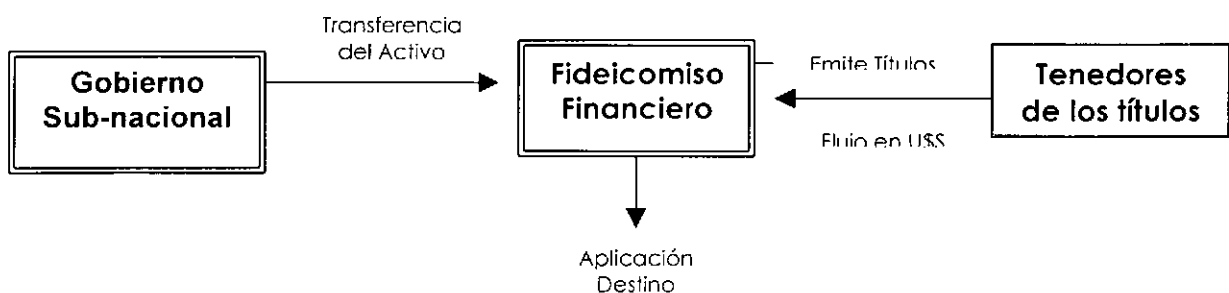 Transferencia
del Activo
Gobierno
Sub-nacional
Fideicomiso
Financiero
Emite Títulos
Flujo en U$S
Tenedores
de los títulos
Aplicación
Destino